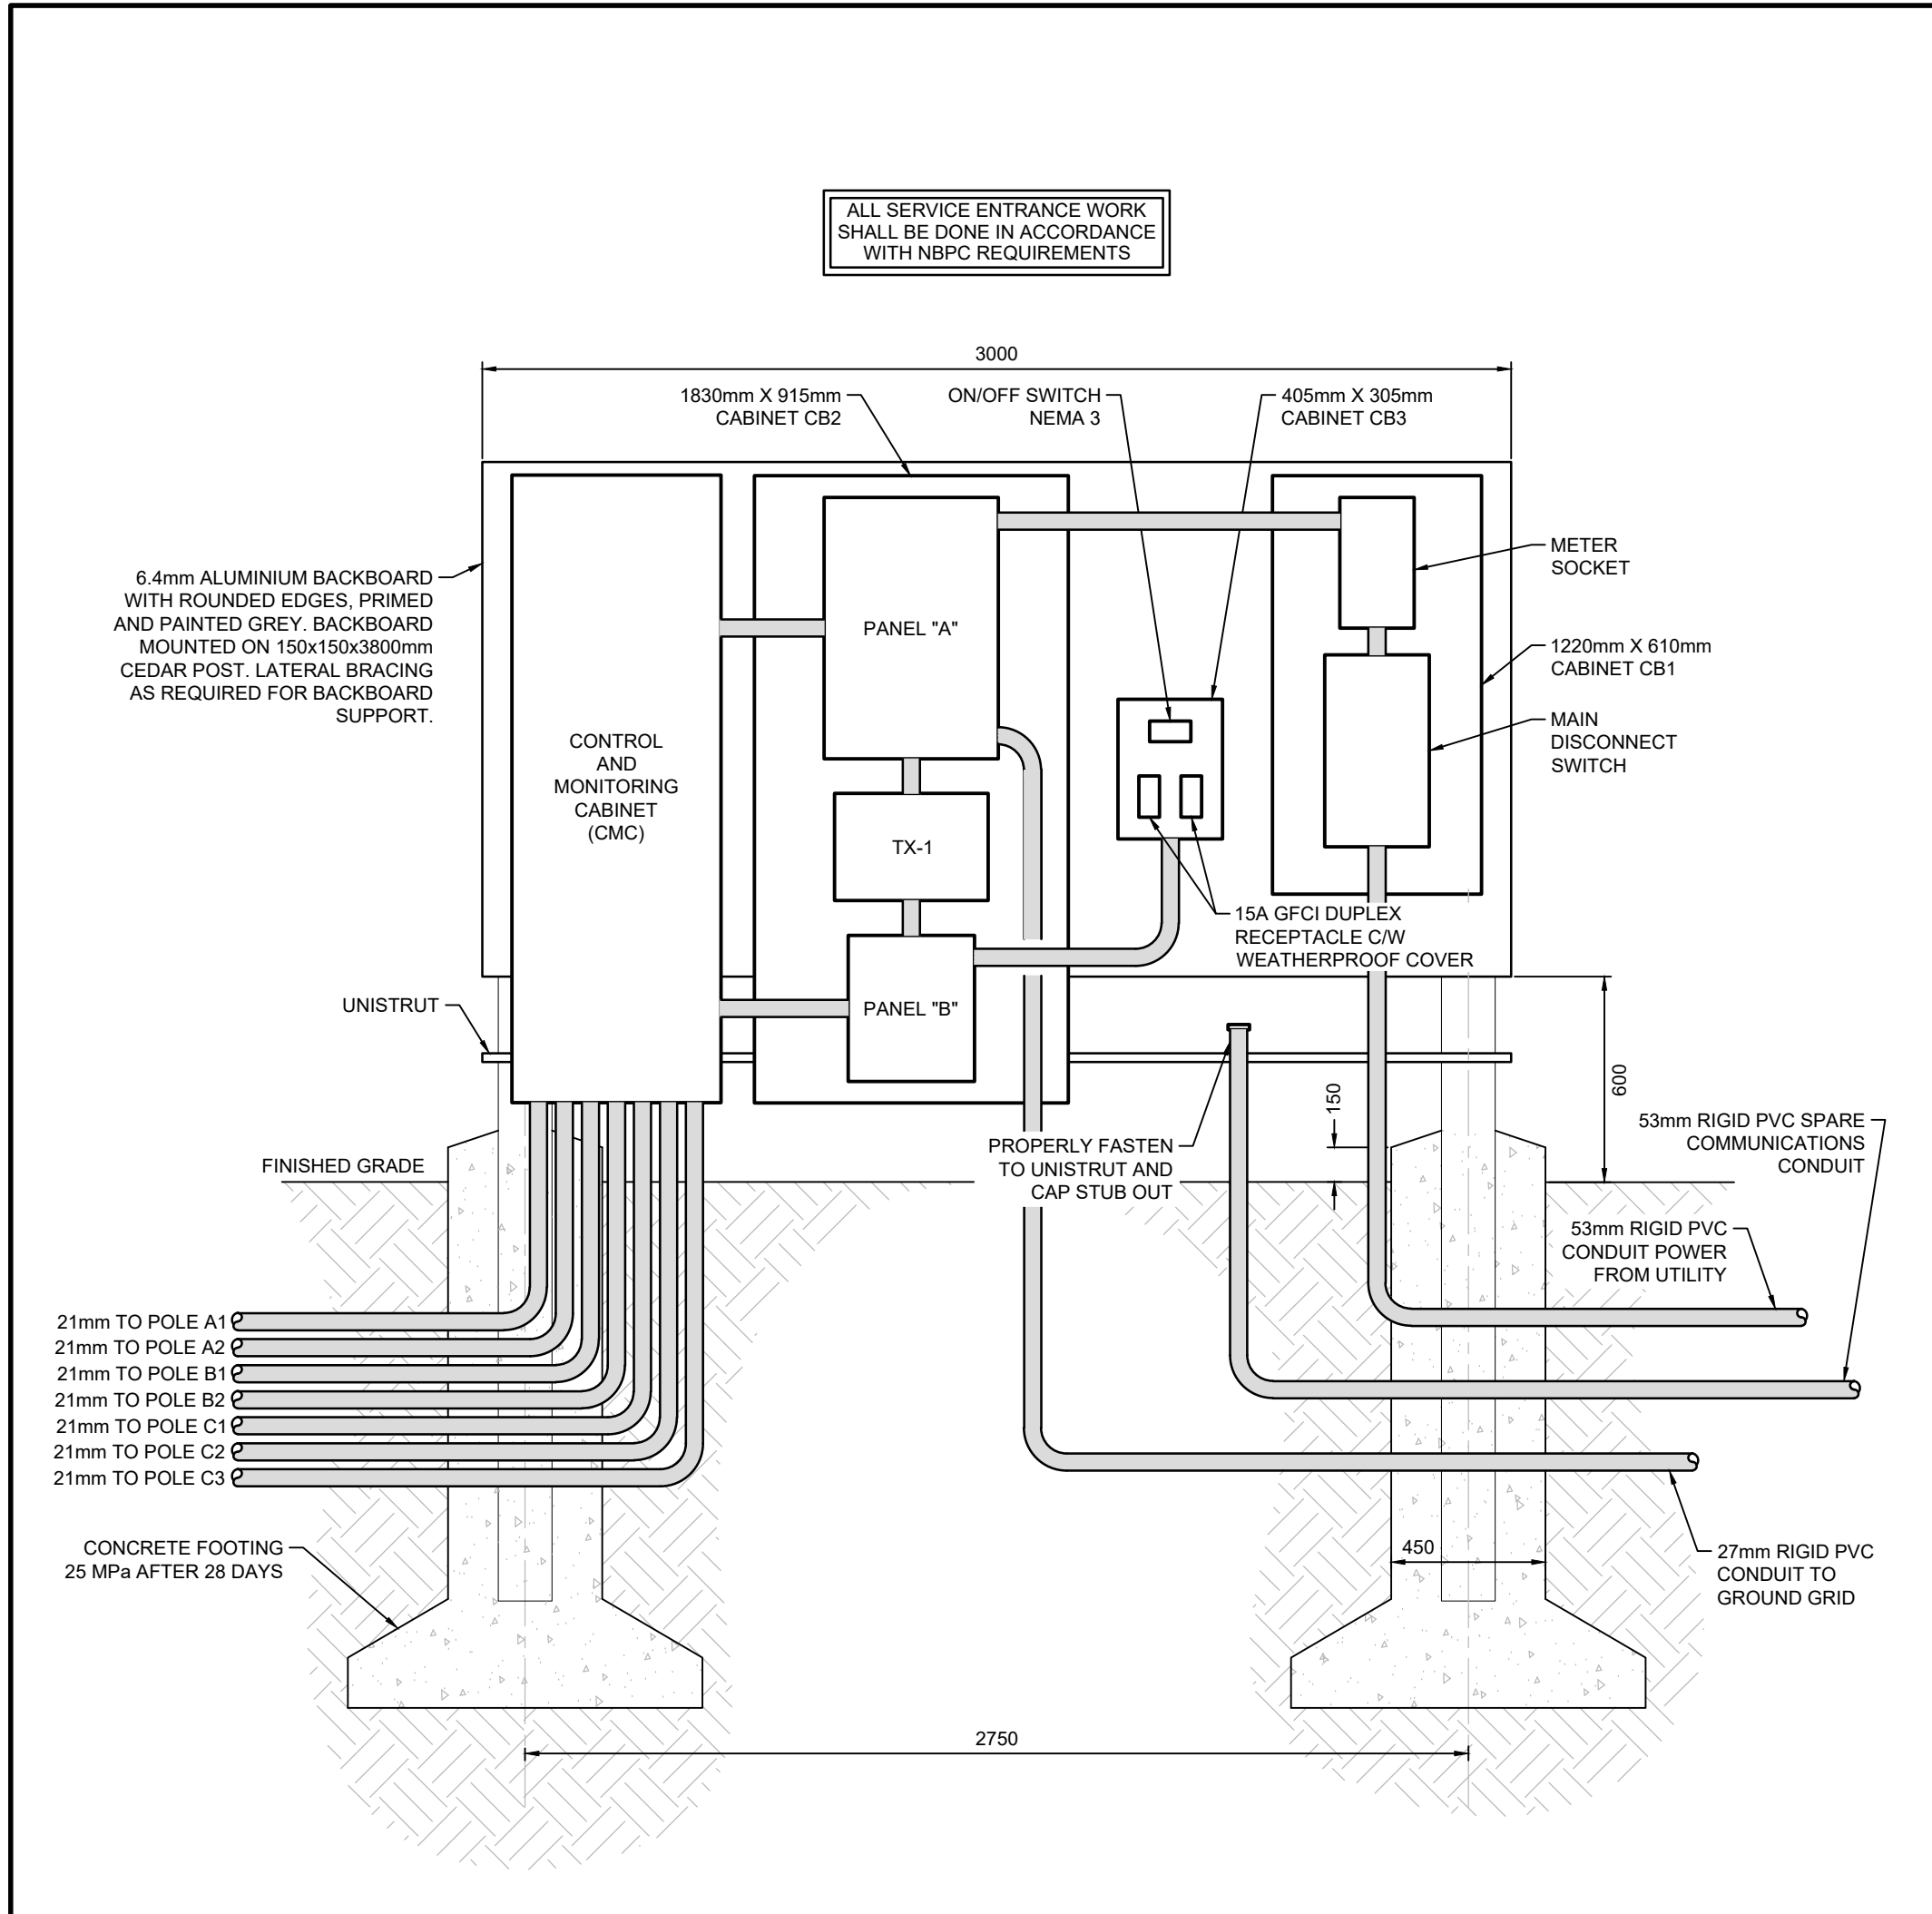 ALL SERVICE ENTRANCE WORK
SHALL BE DONE IN ACCORDANCE
WITH NBPC REQUIREMENTS
3000
1830mm X 915mm
CABINET CB2
ON/OFF SWITCH
NEMA 3
405mm X 305mm
CABINET CB3
6.4mm ALUMINIUM BACKBOARD
WITH ROUNDED EDGES, PRIMED
AND PAINTED GREY. BACKBOARD
MOUNTED ON 150x150x3800mm
CEDAR POST. LATERAL BRACING
AS REQUIRED FOR BACKBOARD
SUPPORT.
CONTROL
AND
MONITORING
CABINET
(CMC)
PANEL "A"
TX-1
PANEL "B"
METER
SOCKET
1220mm X 610mm
CABINET CB1
MAIN
DISCONNECT
SWITCH
15A GFCI DUPLEX
RECEPTACLE C/W
WEATHERPROOF COVER
UNISTRUT
600
150
PROPERLY FASTEN
TO UNISTRUT AND
CAP STUB OUT
53mm RIGID PVC SPARE
COMMUNICATIONS
CONDUIT
FINISHED GRADE
53mm RIGID PVC
CONDUIT POWER
FROM UTILITY
21mm TO POLE A1
21mm TO POLE A2
21mm TO POLE B1
21mm TO POLE B2
21mm TO POLE C1
21mm TO POLE C2
21mm TO POLE C3
CONCRETE FOOTING
25 MPa AFTER 28 DAYS
450
27mm RIGID PVC
CONDUIT TO
GROUND GRID
2750